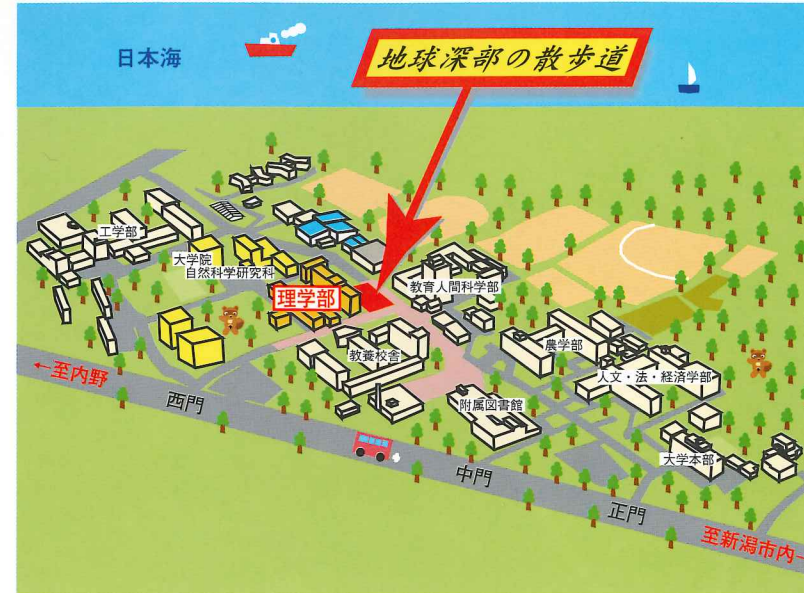 日本海
地球深部の散歩道
工学部
大学院
自然科学研究科
理学部
教育人間科学部
教養校舎
農学部
人文・法・経済学部
附属図書館
大学本部
←至内野
西門
中門
正門
至新潟市内→